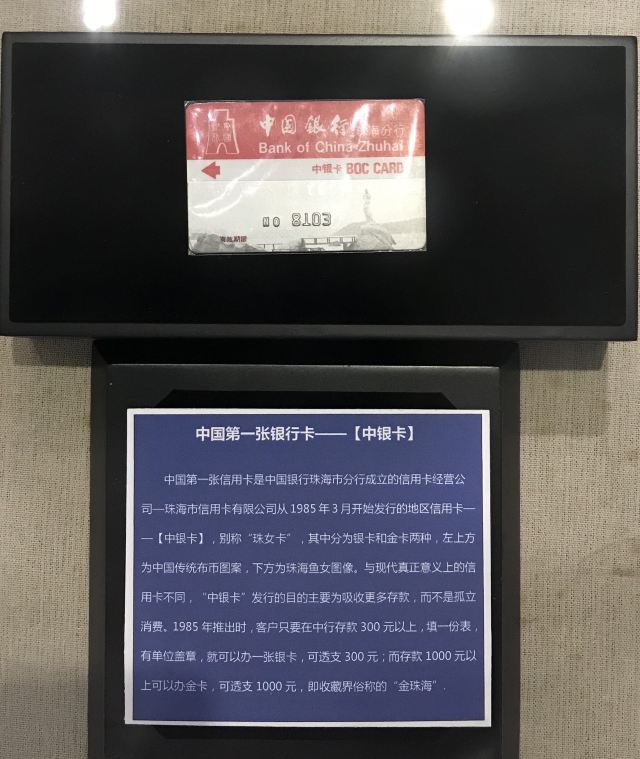 中国银行 珠海分行
Bank of China Zhuhai
中银卡 BOC CARD
NO 8103
有效期限
中国第一张银行卡——【中银卡】
中国第一张信用卡是中国银行珠海市分行成立的信用卡经营公
司—珠海市信用卡有限公司从 1985 年 3 月开始发行的地区信用卡—
—【中银卡】，别称“珠女卡”，其中分为银卡和金卡两种，左上方
为中国传统布币图案，下方为珠海鱼女图像。与现代真正意义上的信
用卡不同，“中银卡”发行的目的主要为吸收更多存款，而不是孤立
消费。1985 年推出时，客户只要在中行存款 300 元以上，填一份表，
有单位盖章，就可以办一张银卡，可透支 300 元；而存款 1000 元以
上可以办金卡，可透支 1000 元，即收藏界俗称的“金珠海”.